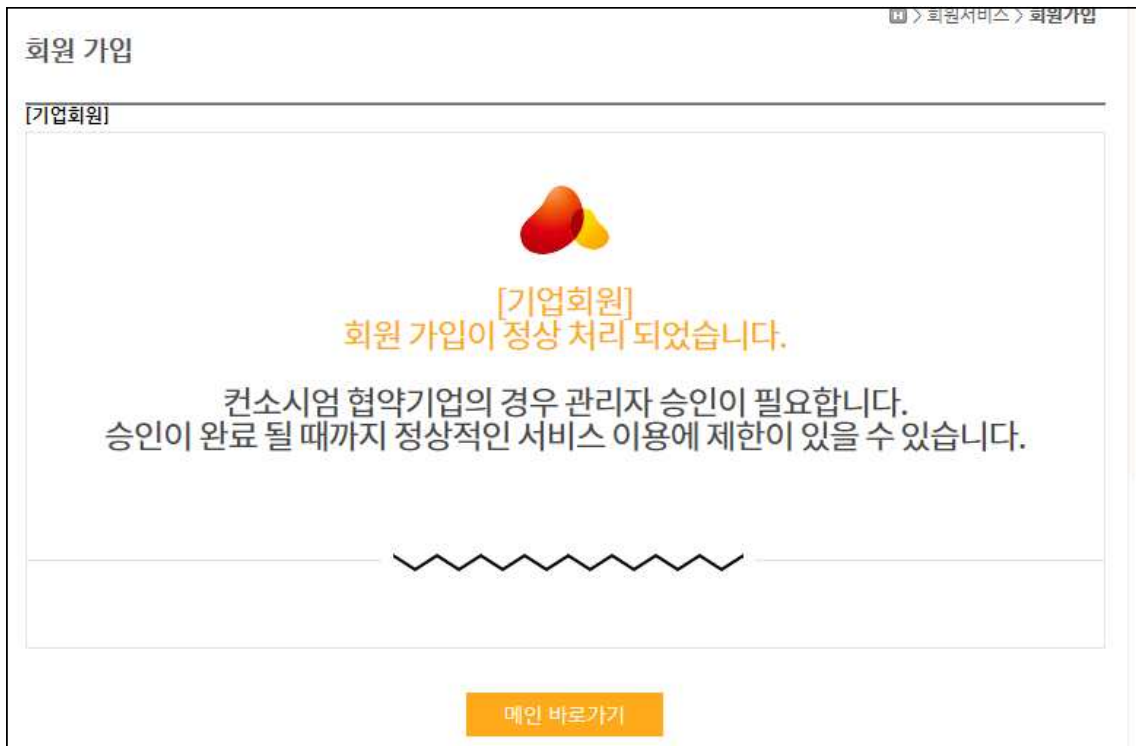 H > 회원서비스 > 회원가입
회원 가입
[기업회원]
[기업회원]
회원 가입이 정상 처리 되었습니다.
컨소시엄 협약기업의 경우 관리자 승인이 필요합니다.
승인이 완료 될 때까지 정상적인 서비스 이용에 제한이 있을 수 있습니다.
메인 바로가기